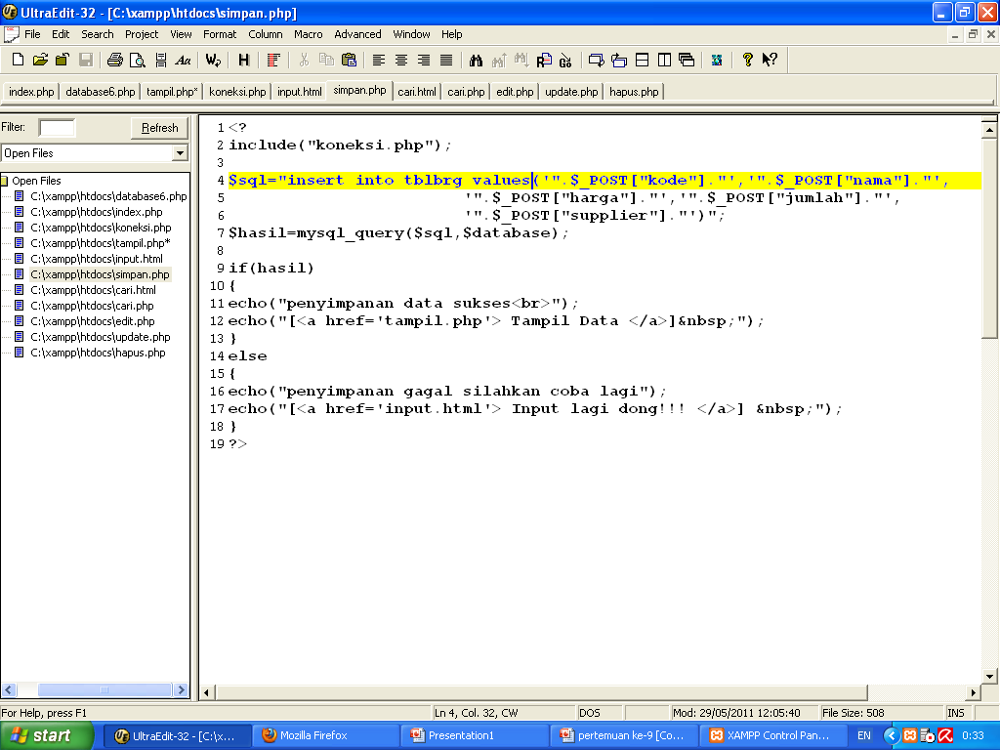 UltraEdit-32 - [C:\xampp\htdocs\simpan.php]
File Edit Search Project View Format Column Macro Advanced Window Help
index.php database6.php tampil.php* koneksi.php input.html simpan.php cari.html cari.php edit.php update.php hapus.php
Filter: Refresh
Open Files
Open Files
C:\xampp\htdocs\database6.php
C:\xampp\htdocs\index.php
C:\xampp\htdocs\koneksi.php
C:\xampp\htdocs\tampil.php*
C:\xampp\htdocs\input.html
C:\xampp\htdocs\simpan.php
C:\xampp\htdocs\cari.html
C:\xampp\htdocs\cari.php
C:\xampp\htdocs\edit.php
C:\xampp\htdocs\update.php
C:\xampp\htdocs\hapus.php
1 <?
2 include("koneksi.php");
3
4 $sql="insert into tblbrg values('".$_POST["kode"]."','".$_POST["nama"]."',
5 '".$_POST["harga"]."','".$_POST["jumlah"]."',
6 '".$_POST["supplier"]."')";
7 $hasil=mysql_query($sql,$database);
8
9 if(hasil)
10 {
11 echo("penyimpanan data sukses<br>");
12 echo("[<a href='tampil.php'> Tampil Data </a>]&nbsp;");
13 }
14 else
15 {
16 echo("penyimpanan gagal silahkan coba lagi");
17 echo("[<a href='input.html'> Input lagi dong!!! </a>] &nbsp;");
18 }
19 ?>
For Help, press F1 Ln 4, Col. 32, CW DOS Mod: 29/05/2011 12:05:40 File Size: 508 INS
start UltraEdit-32 - [C:\x... Mozilla Firefox Presentation1 pertemuan ke-9 [Co... XAMPP Control Pan... EN 0:33